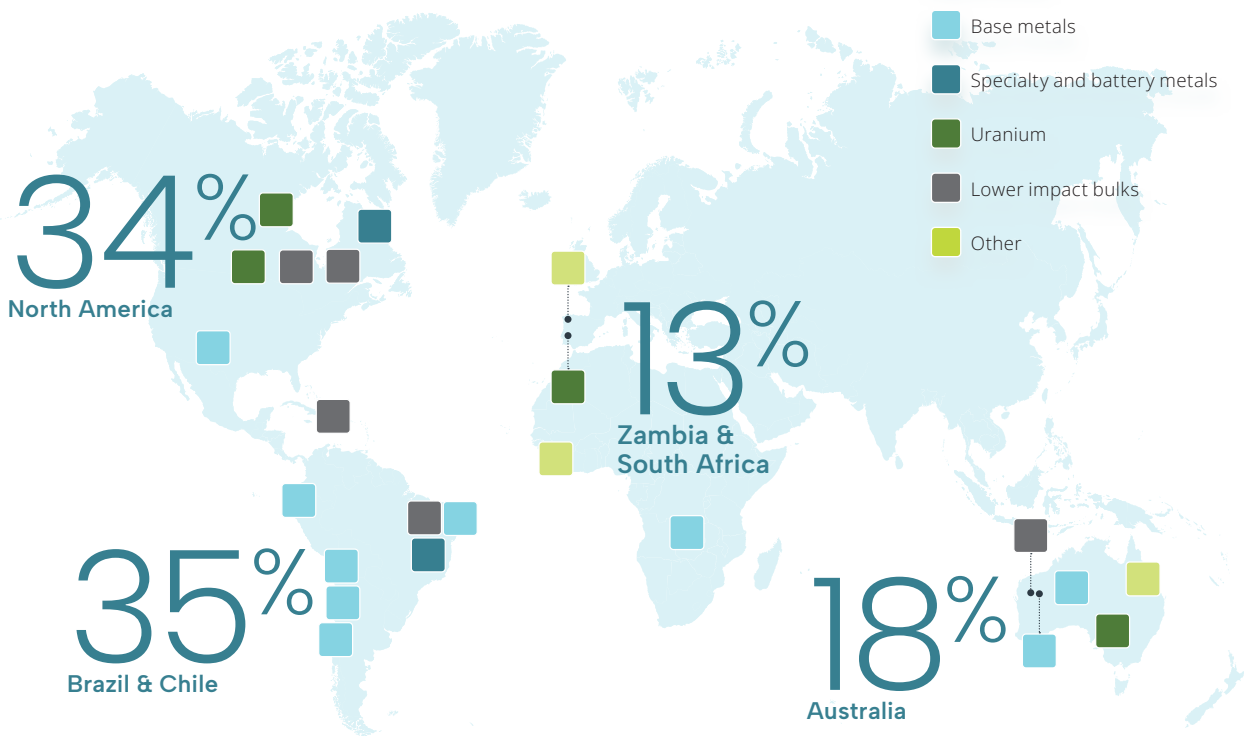 Base metals
Specialty and battery metals
Uranium
Lower impact bulks
Other
34%
North America
13%
Zambia &
South Africa
35%
Brazil & Chile
18%
Australia